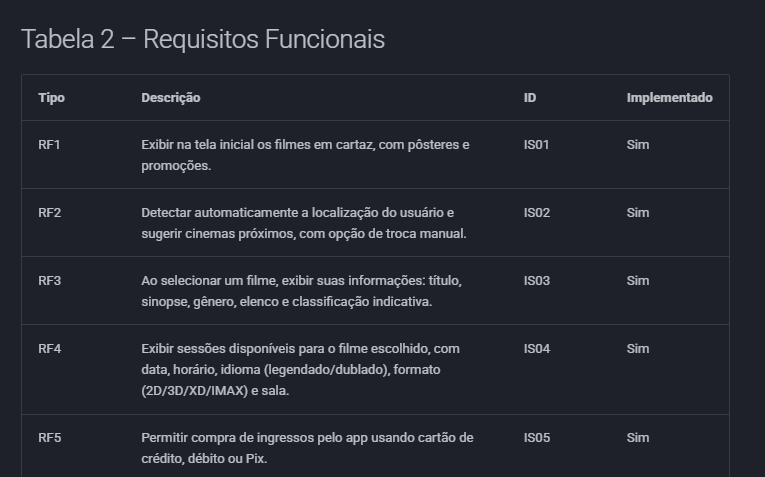 Tabela 2 – Requisitos Funcionais
Tipo Descrição ID Implementado
RF1 Exibir na tela inicial os filmes em cartaz, com pôsteres e IS01 Sim
promoções.
RF2 Detectar automaticamente a localização do usuário e IS02 Sim
sugerir cinemas próximos, com opção de troca manual.
RF3 Ao selecionar um filme, exibir suas informações: título, IS03 Sim
sinopse, gênero, elenco e classificação indicativa.
RF4 Exibir sessões disponíveis para o filme escolhido, com IS04 Sim
data, horário, idioma (legendado/dublado), formato
(2D/3D/XD/IMAX) e sala.
RF5 Permitir compra de ingressos pelo app usando cartão de IS05 Sim
crédito, débito ou Pix.